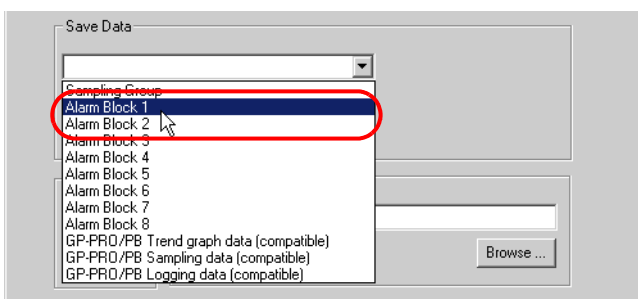 Save Data
Sampling Group
Alarm Block 1
Alarm Block 2
Alarm Block 3
Alarm Block 4
Alarm Block 5
Alarm Block 6
Alarm Block 7
Alarm Block 8
GP-PRO/PB Trend graph data (compatible)
GP-PRO/PB Sampling data (compatible)
GP-PRO/PB Logging data (compatible)
Browse ...